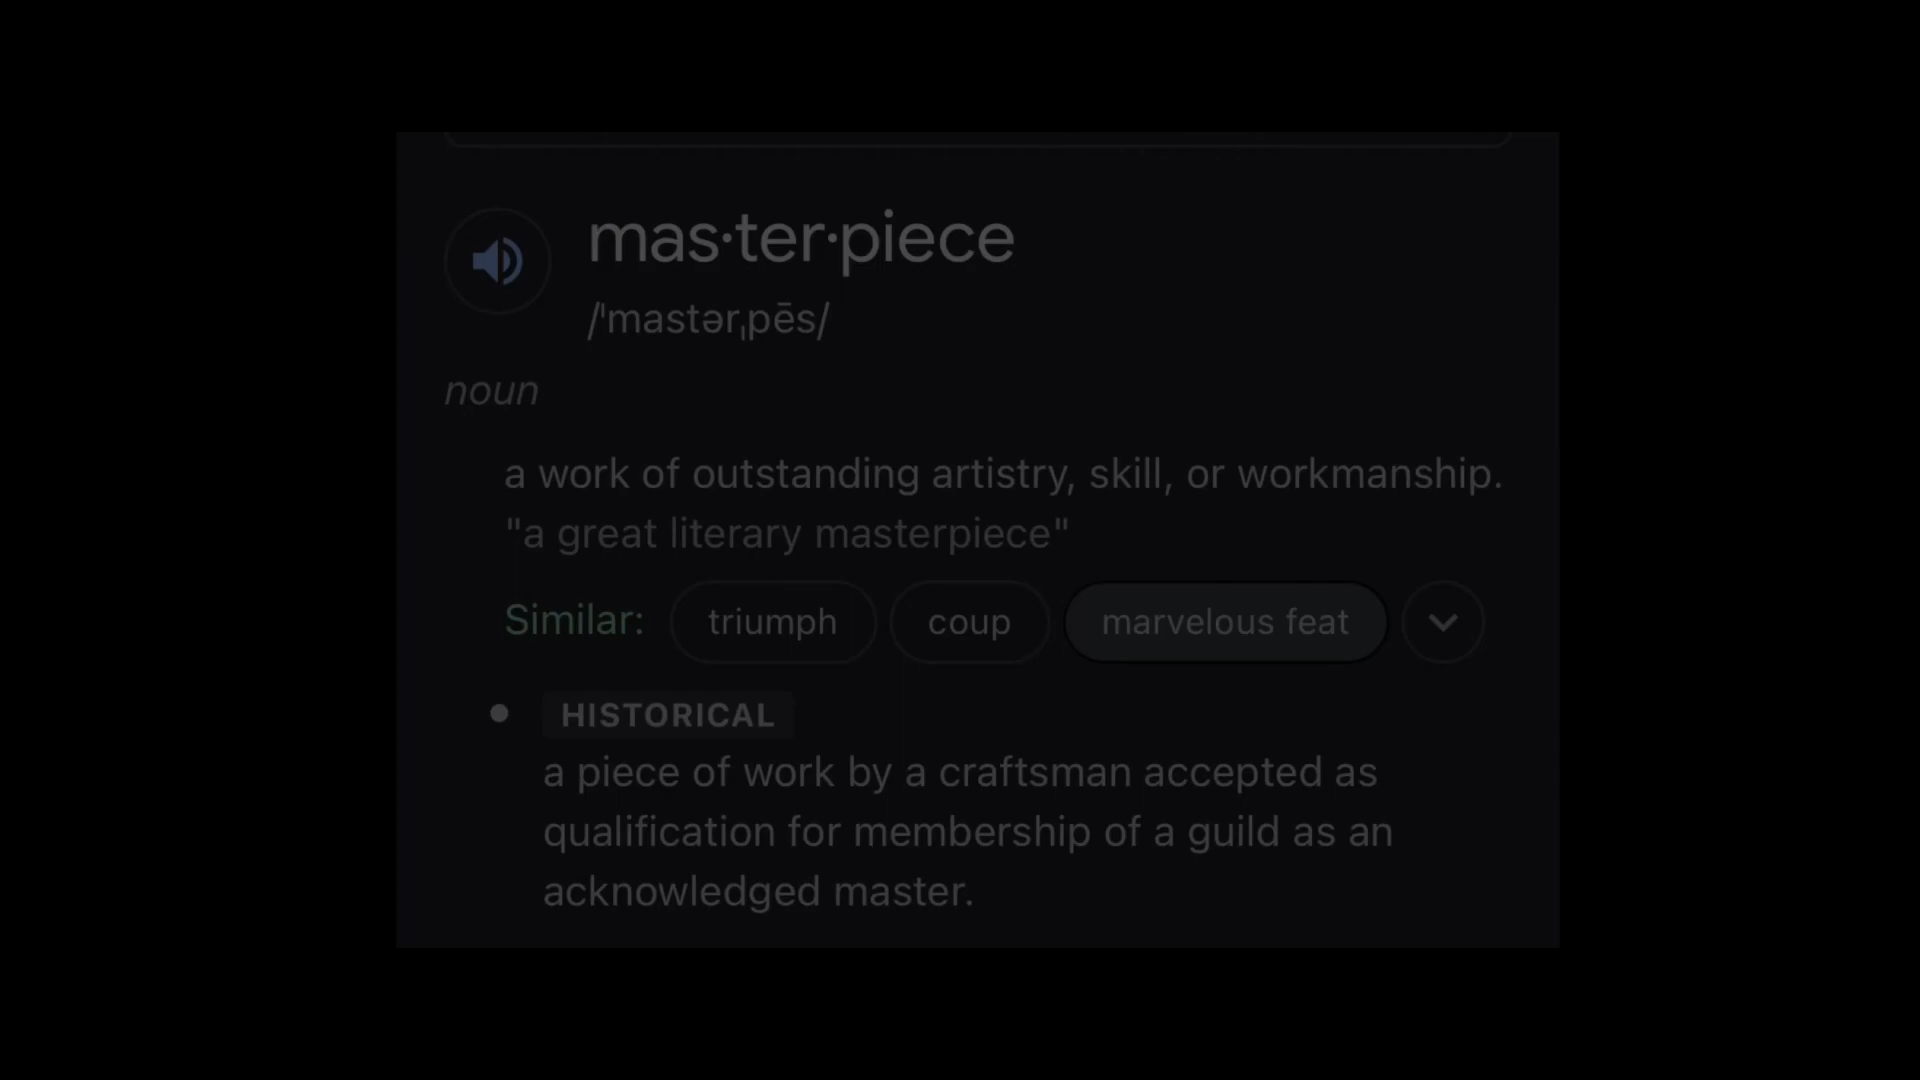 mas·ter·piece
/ˈmastərˌpēs/
noun
a work of outstanding artistry, skill, or workmanship.
"a great literary masterpiece"
Similar: triumph coup marvelous feat
HISTORICAL
a piece of work by a craftsman accepted as
qualification for membership of a guild as an
acknowledged master.